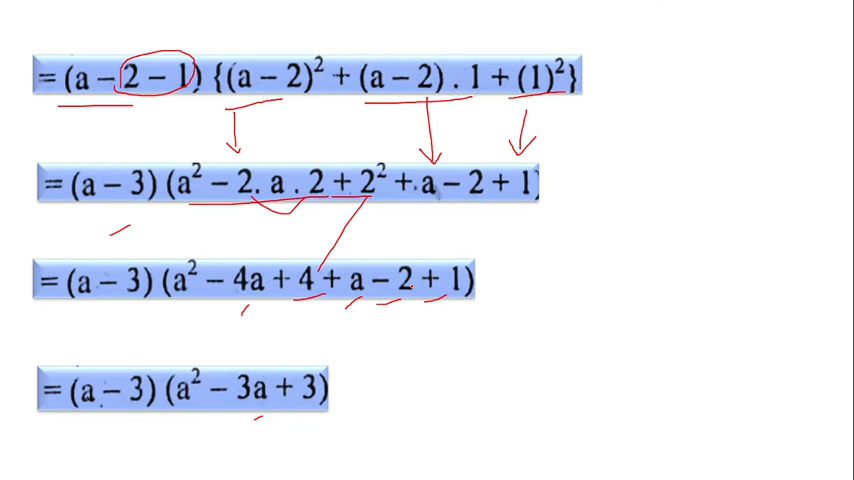 = (a − 2 − 1) {(a − 2)² + (a − 2) . 1 + (1)²}
= (a − 3) (a² − 2. a . 2 + 2² + a − 2 + 1)
= (a − 3) (a² − 4a + 4 + a − 2 + 1)
= (a − 3) (a² − 3a + 3)